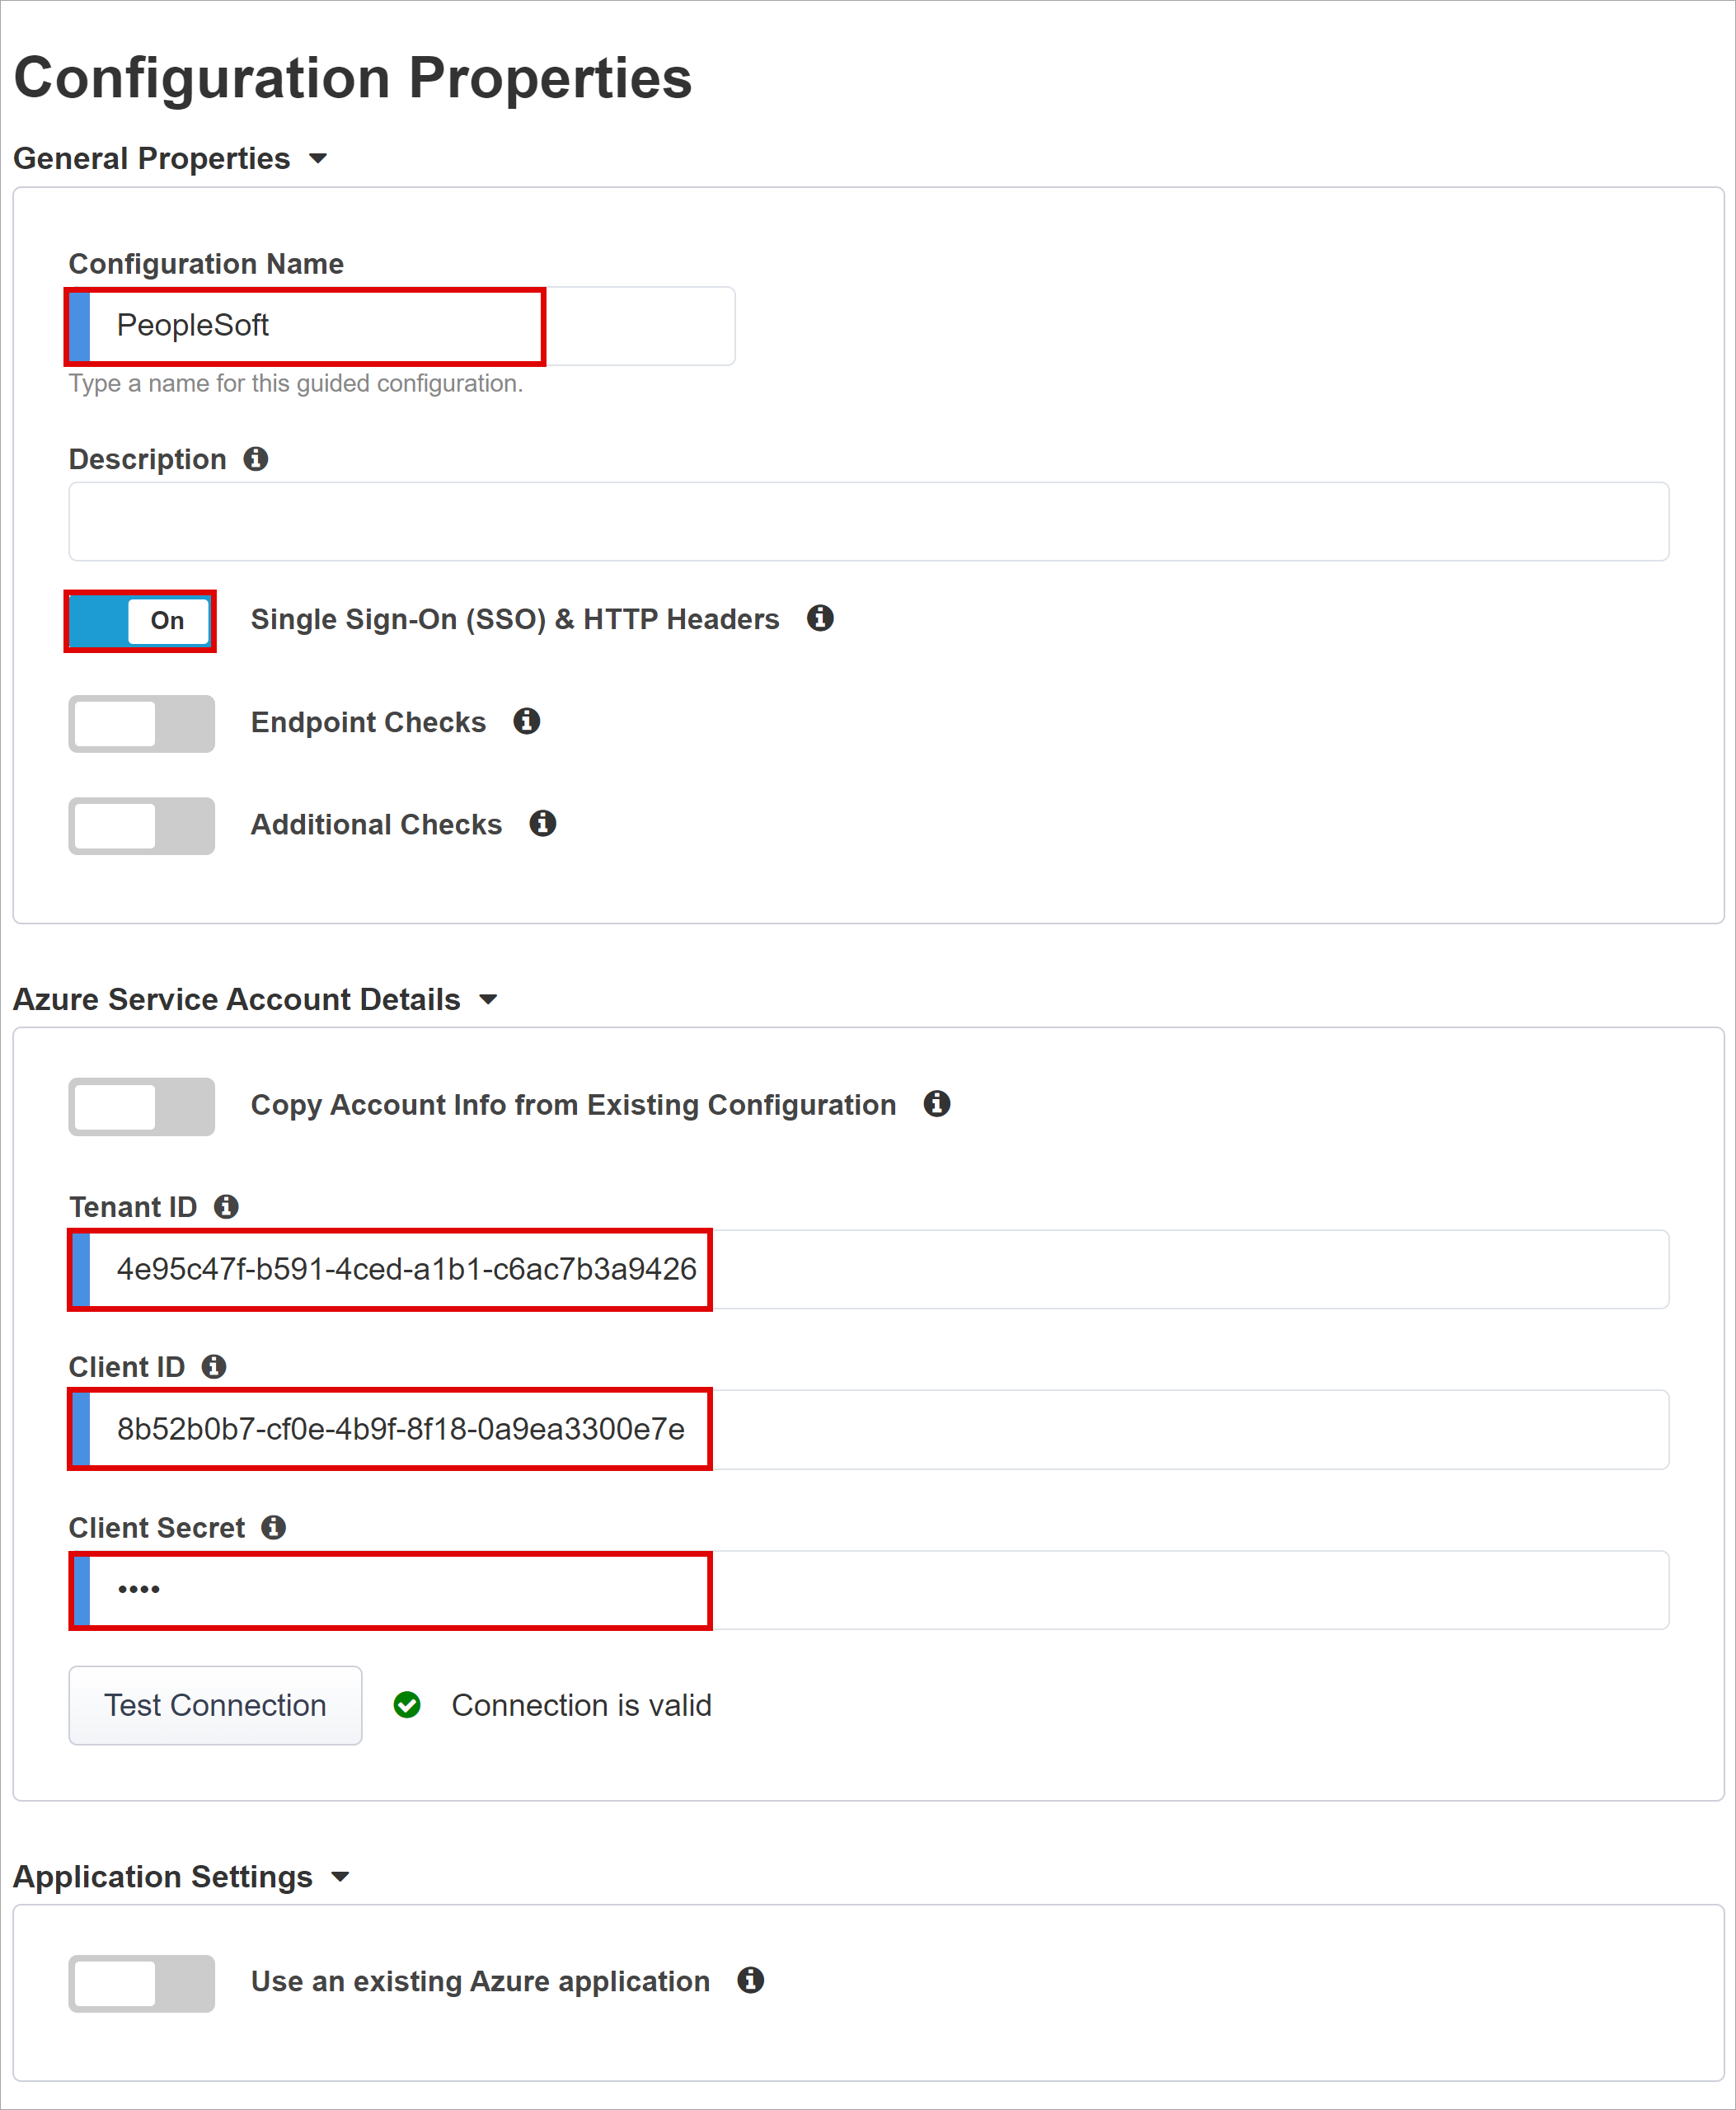 Configuration Properties
General Properties
Configuration Name
PeopleSoft
Type a name for this guided configuration.
Description
On Single Sign-On (SSO) & HTTP Headers
Endpoint Checks
Additional Checks
Azure Service Account Details
Copy Account Info from Existing Configuration
Tenant ID
4e95c47f-b591-4ced-a1b1-c6ac7b3a9426
Client ID
8b52b0b7-cf0e-4b9f-8f18-0a9ea3300e7e
Client Secret
••••
Test Connection Connection is valid
Application Settings
Use an existing Azure application